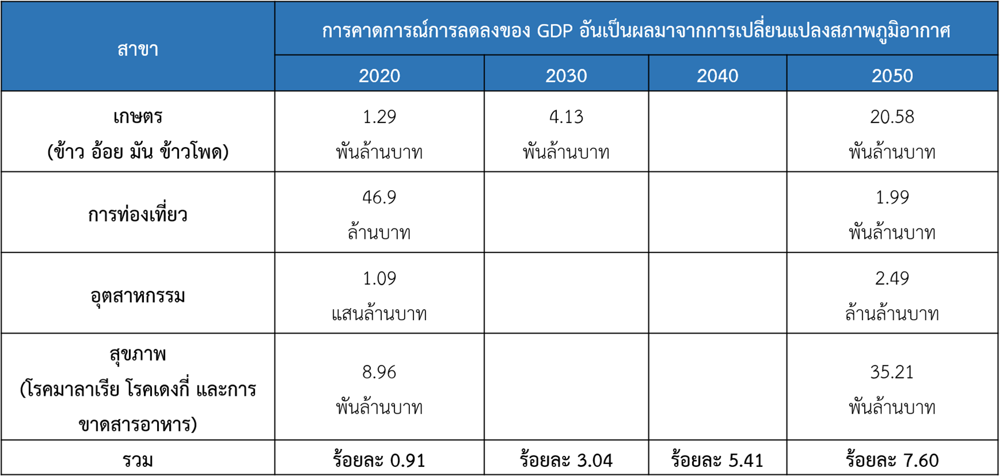 สาขา
การคาดการณ์การลดลงของ GDP อันเป็นผลมาจากการเปลี่ยนแปลงสภาพภูมิอากาศ
2020 2030 2040 2050
เกษตร
(ข้าว อ้อย มัน ข้าวโพด)
1.29
พันล้านบาท
4.13
พันล้านบาท
20.58
พันล้านบาท
การท่องเที่ยว
46.9
ล้านบาท
1.99
พันล้านบาท
อุตสาหกรรม
1.09
แสนล้านบาท
2.49
ล้านล้านบาท
สุขภาพ
(โรคมาลาเรีย โรคเดงกี่ และการ
ขาดสารอาหาร)
8.96
พันล้านบาท
35.21
พันล้านบาท
รวม ร้อยละ 0.91 ร้อยละ 3.04 ร้อยละ 5.41 ร้อยละ 7.60